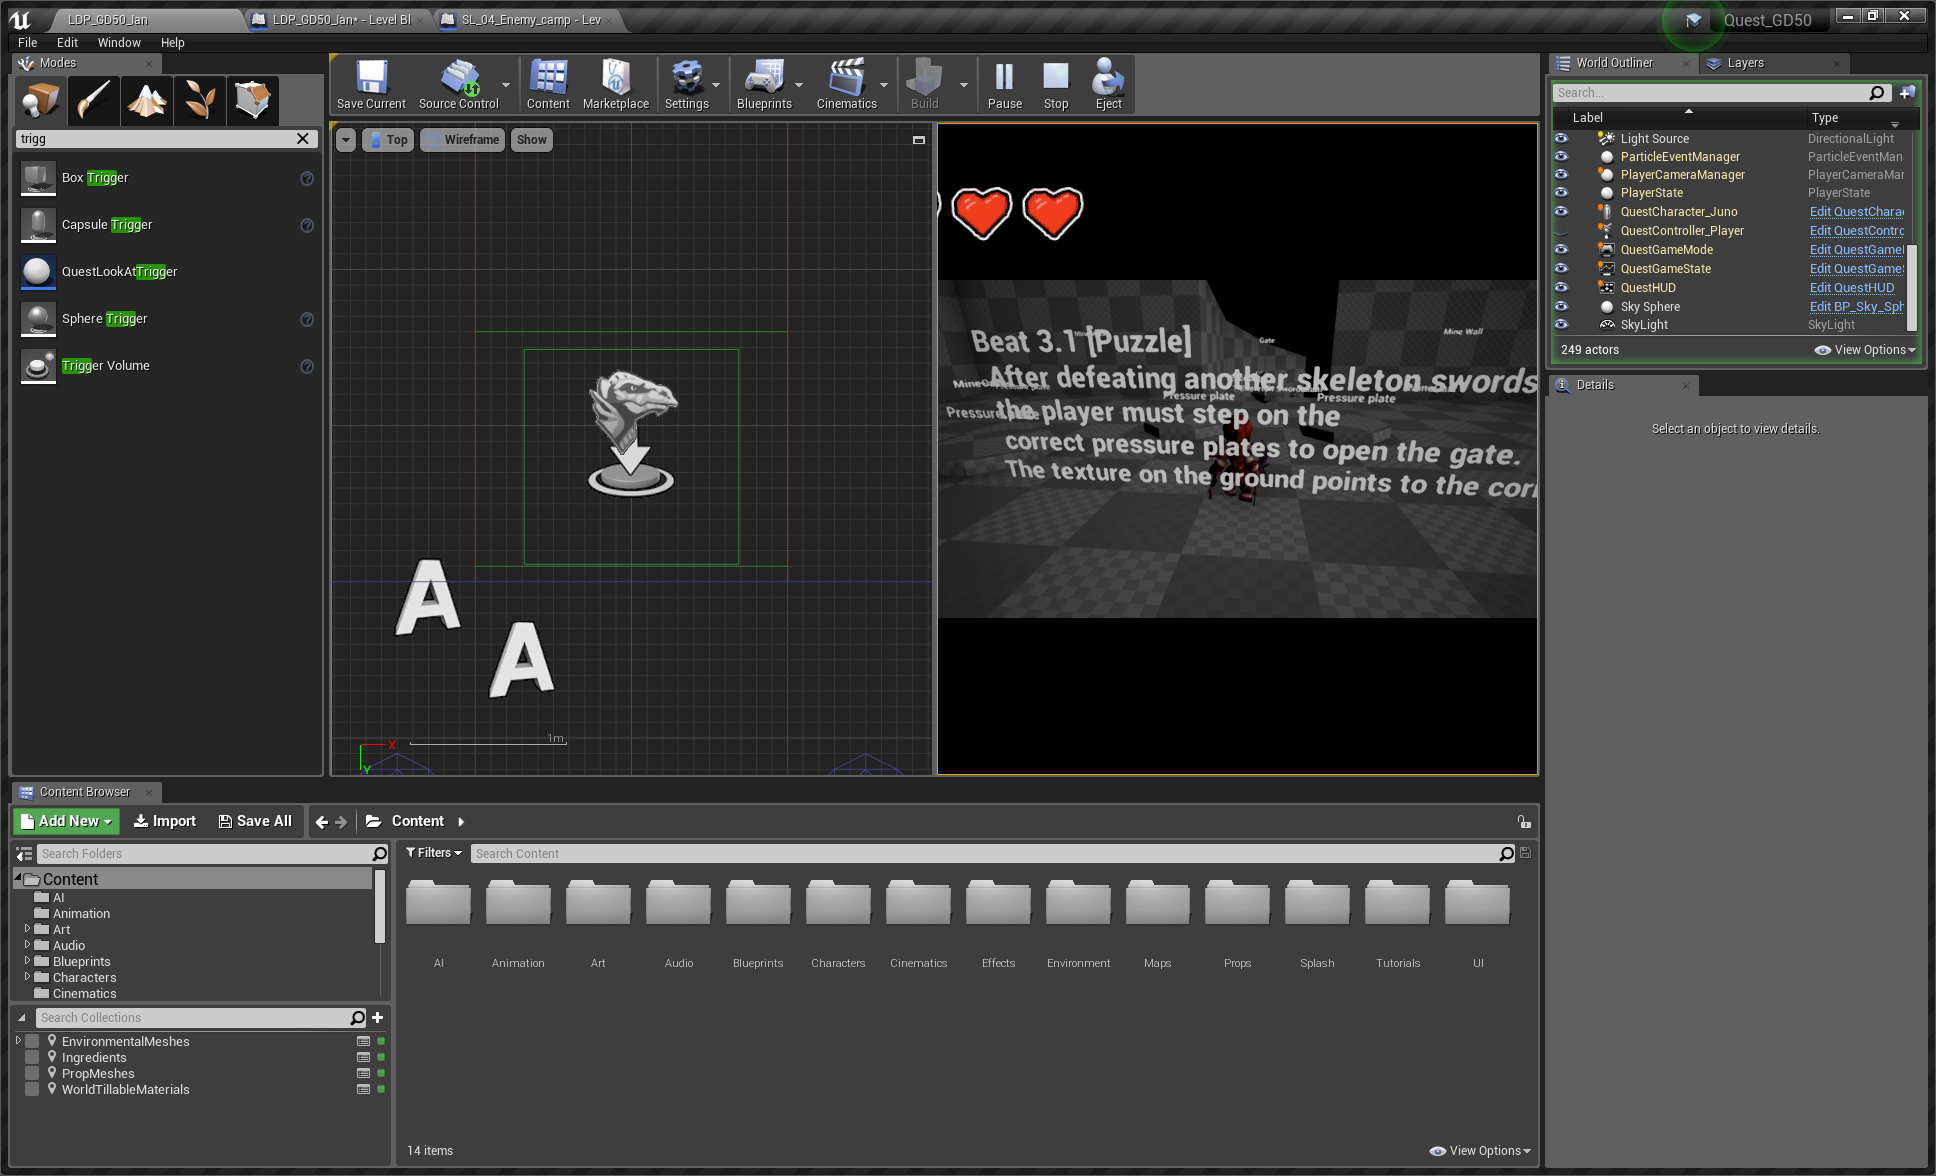 LDP_GD50_Ian
LDP_GD50_Ian* - Level Bl
SL_04_Enemy_camp - Lev
Quest_GD50
File
Edit
Window
Help
Modes
trigg
Box Trigger
Capsule Trigger
QuestLookAtTrigger
Sphere Trigger
Trigger Volume
Save Current
Source Control
Content
Marketplace
Settings
Blueprints
Cinematics
Build
Pause
Stop
Eject
Top
Wireframe
Show
A
A
1m
X
Y
Beat 3.1 [Puzzle]
After defeating another skeleton swords
the player must step on the
correct pressure plates to open the gate.
The texture on the ground points to the corr
Gate
Mine Wall
Pressure plate
Pressure plate
Pressure
World Outliner
Layers
Search...
Label
Type
Light Source
DirectionalLight
ParticleEventManager
ParticleEventMan
PlayerCameraManager
PlayerCameraMar
PlayerState
PlayerState
QuestCharacter_Juno
Edit QuestChara
QuestController_Player
Edit QuestContro
QuestGameMode
Edit QuestGame
QuestGameState
Edit QuestGame
QuestHUD
Edit QuestHUD
Sky Sphere
Edit BP_Sky_Sph
SkyLight
SkyLight
249 actors
View Options
Details
Select an object to view details.
Content Browser
Add New
Import
Save All
Content
Search Folders
Content
AI
Animation
Art
Audio
Blueprints
Characters
Cinematics
Search Collections
EnvironmentalMeshes
Ingredients
PropMeshes
WorldTillableMaterials
Filters
Search Content
AI
Animation
Art
Audio
Blueprints
Characters
Cinematics
Effects
Environment
Maps
Props
Splash
Tutorials
UI
14 items
View Options